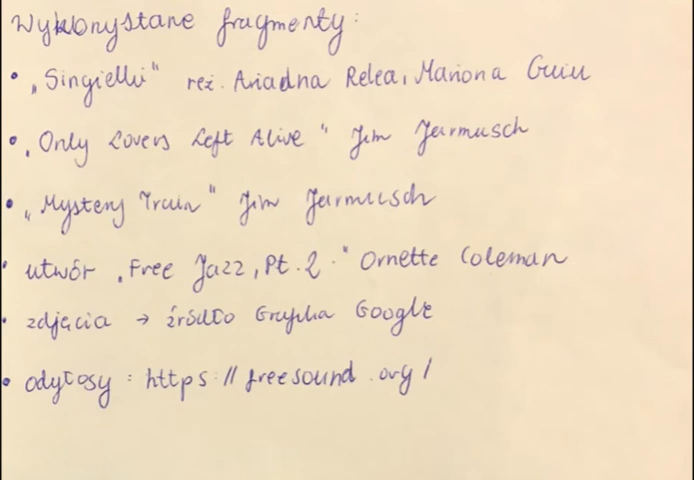 Wykorzystane fragmenty:
• „Singielki" reż. Ariadna Relea, Mariona Guiu
• „Only Lovers Left Alive" Jim Jarmusch
• „Mystery Train" Jim Jarmusch
• utwór „Free Jazz, Pt. 2." Ornette Coleman
• zdjęcia → źródło Grafika Google
• odgłosy: https://freesound.org/